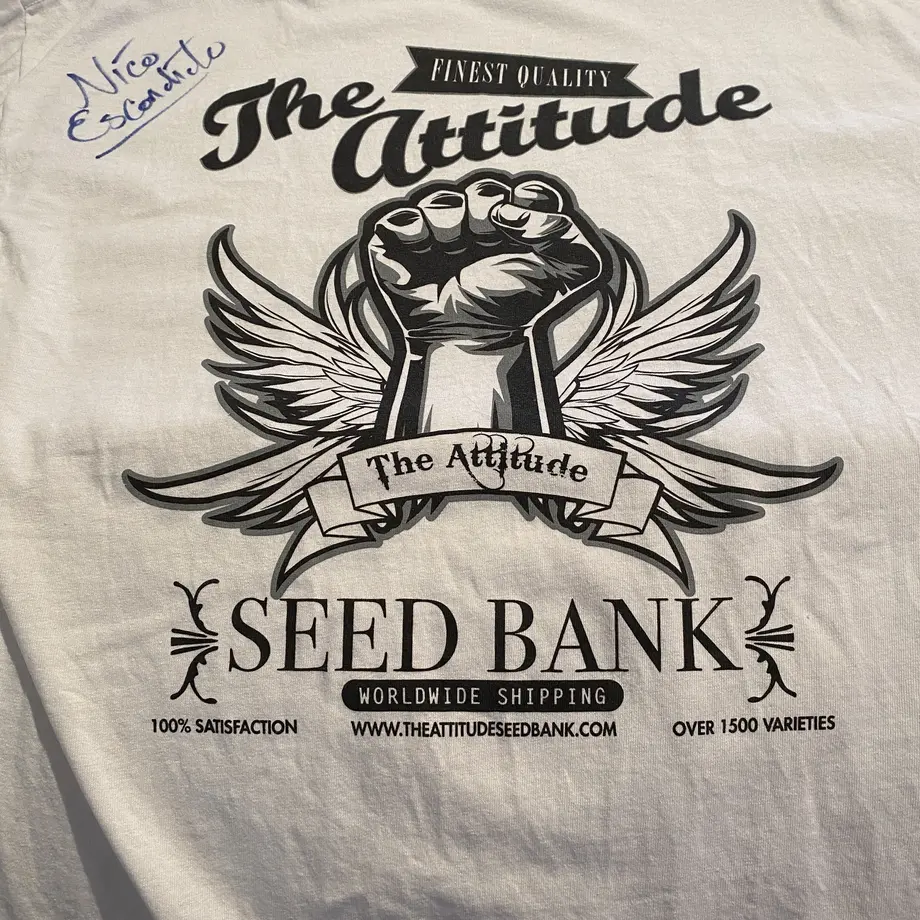 Nico
Escondido
FINEST QUALITY
The
Attitude
The Attitude
SEED BANK
WORLDWIDE SHIPPING
100% SATISFACTION
WWW.THEATTITUDESEEDBANK.COM
OVER 1500 VARIETIES